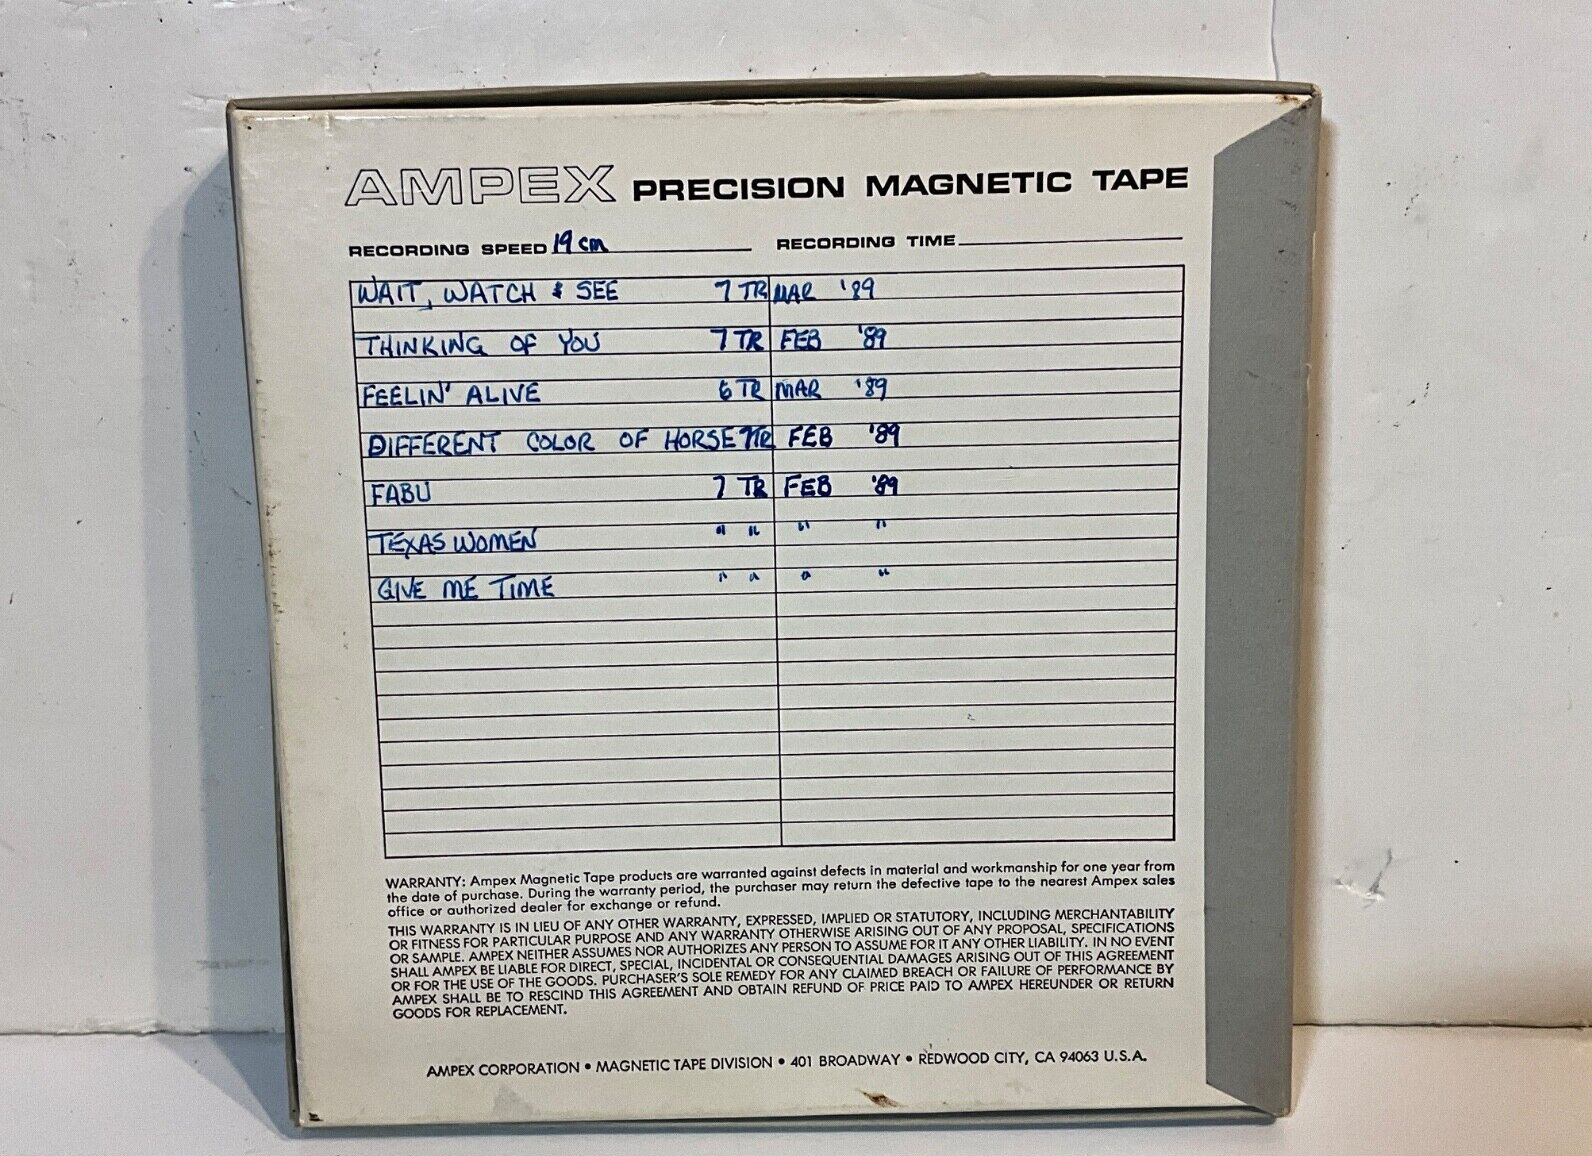 AMPEX PRECISION MAGNETIC TAPE
RECORDING SPEED 19 cm RECORDING TIME
WAIT, WATCH & SEE 7 TR MAR '89
THINKING OF YOU 7 TR FEB '89
FEELIN' ALIVE 6 TR MAR '89
DIFFERENT COLOR OF HORSE 7TR FEB '89
FABU 7 TR FEB '89
TEXAS WOMEN " " " "
GIVE ME TIME " " " "
WARRANTY: Ampex Magnetic Tape products are warranted against defects in material and workmanship for one year from
the date of purchase. During the warranty period, the purchaser may return the defective tape to the nearest Ampex sales
office or authorized dealer for exchange or refund.
THIS WARRANTY IS IN LIEU OF ANY OTHER WARRANTY, EXPRESSED, IMPLIED OR STATUTORY, INCLUDING MERCHANTABILITY
OR FITNESS FOR PARTICULAR PURPOSE AND ANY WARRANTY OTHERWISE ARISING OUT OF ANY PROPOSAL, SPECIFICATIONS
OR SAMPLE. AMPEX NEITHER ASSUMES NOR AUTHORIZES ANY PERSON TO ASSUME FOR IT ANY OTHER LIABILITY. IN NO EVENT
SHALL AMPEX BE LIABLE FOR DIRECT, SPECIAL, INCIDENTAL OR CONSEQUENTIAL DAMAGES ARISING OUT OF THIS AGREEMENT
OR FOR THE USE OF THE GOODS. PURCHASER'S SOLE REMEDY FOR ANY CLAIMED BREACH OR FAILURE OF PERFORMANCE BY
AMPEX SHALL BE TO RESCIND THIS AGREEMENT AND OBTAIN REFUND OF PRICE PAID TO AMPEX HEREUNDER OR RETURN
GOODS FOR REPLACEMENT.
AMPEX CORPORATION • MAGNETIC TAPE DIVISION • 401 BROADWAY • REDWOOD CITY, CA 94063 U.S.A.